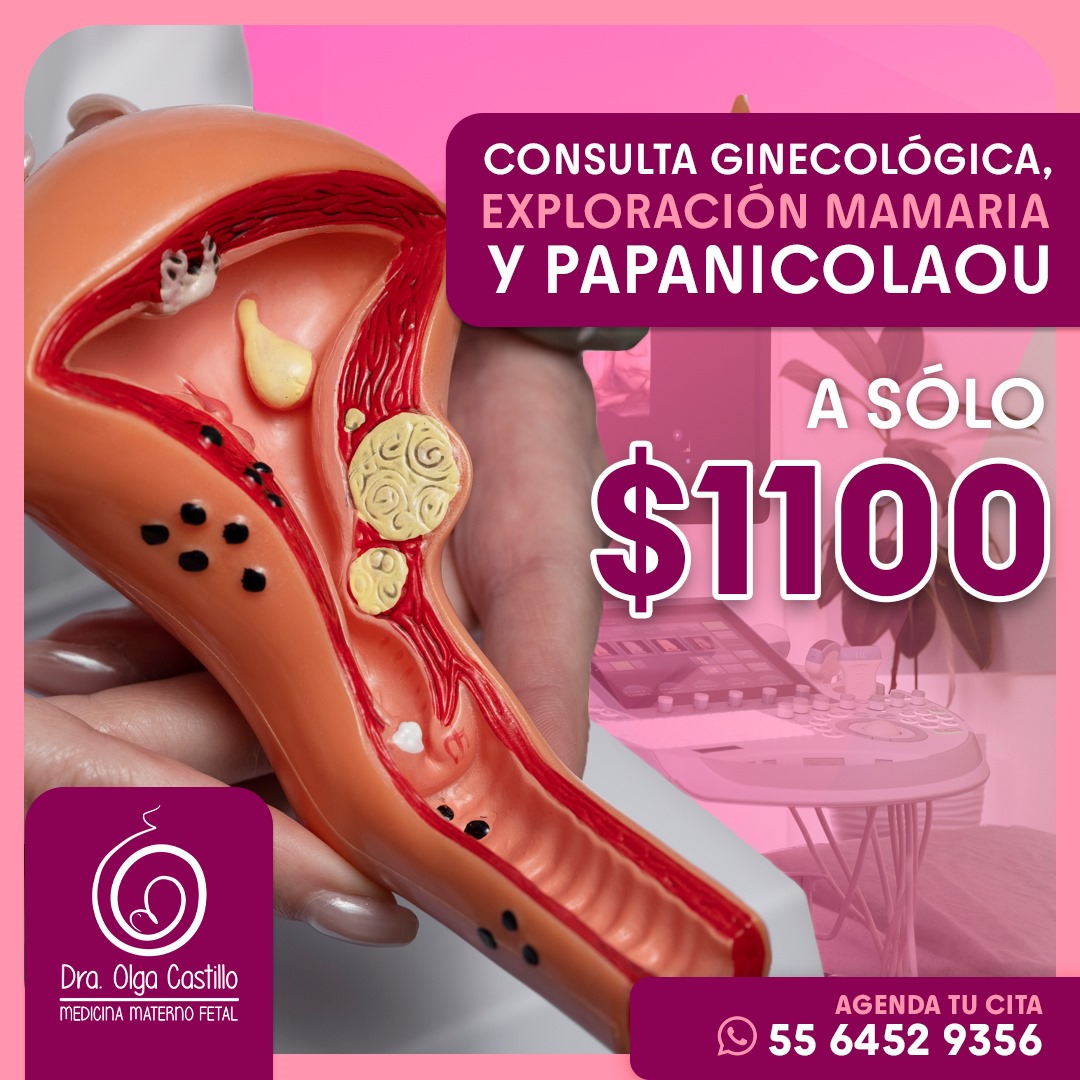 CONSULTA GINECOLÓGICA,
EXPLORACIÓN MAMARIA
Y PAPANICOLAOU
A SÓLO
$1100
Dra. Olga Castillo
MEDICINA MATERNO FETAL
AGENDA TU CITA
55 6452 9356